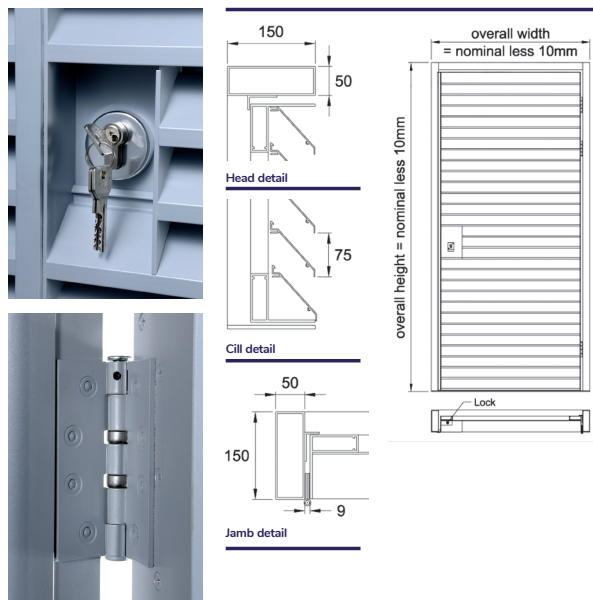 150
50
Head detail
75
Cill detail
50
150
9
Jamb detail
overall width
= nominal less 10mm
overall height = nominal less 10mm
Lock